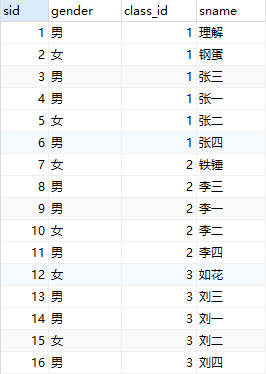 sid gender class_id sname
1 男 1 理解
2 女 1 钢蛋
3 男 1 张三
4 男 1 张一
5 女 1 张二
6 男 1 张四
7 女 2 铁锤
8 男 2 李三
9 男 2 李一
10 女 2 李二
11 男 2 李四
12 女 3 如花
13 男 3 刘三
14 男 3 刘一
15 女 3 刘二
16 男 3 刘四